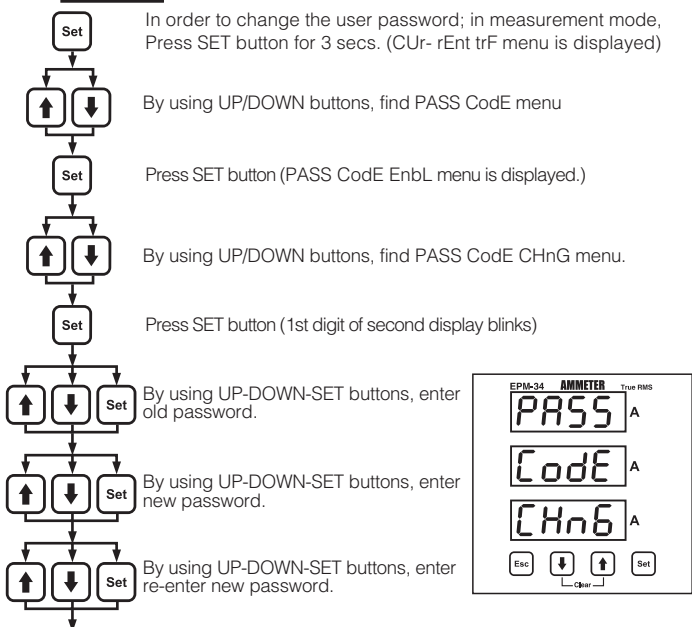 Set
In order to change the user password; in measurement mode,
Press SET button for 3 secs. (CUr- rEnt trF menu is displayed)
By using UP/DOWN buttons, find PASS CodE menu
Set
Press SET button (PASS CodE EnbL menu is displayed.)
By using UP/DOWN buttons, find PASS CodE CHnG menu.
Set
Press SET button (1st digit of second display blinks)
Set
By using UP-DOWN-SET buttons, enter
old password.
Set
By using UP-DOWN-SET buttons, enter
new password.
Set
By using UP-DOWN-SET buttons, enter
re-enter new password.
EPM-34 AMMETER True RMS
PASS A
CodE A
CHnG A
Esc Set
Clear